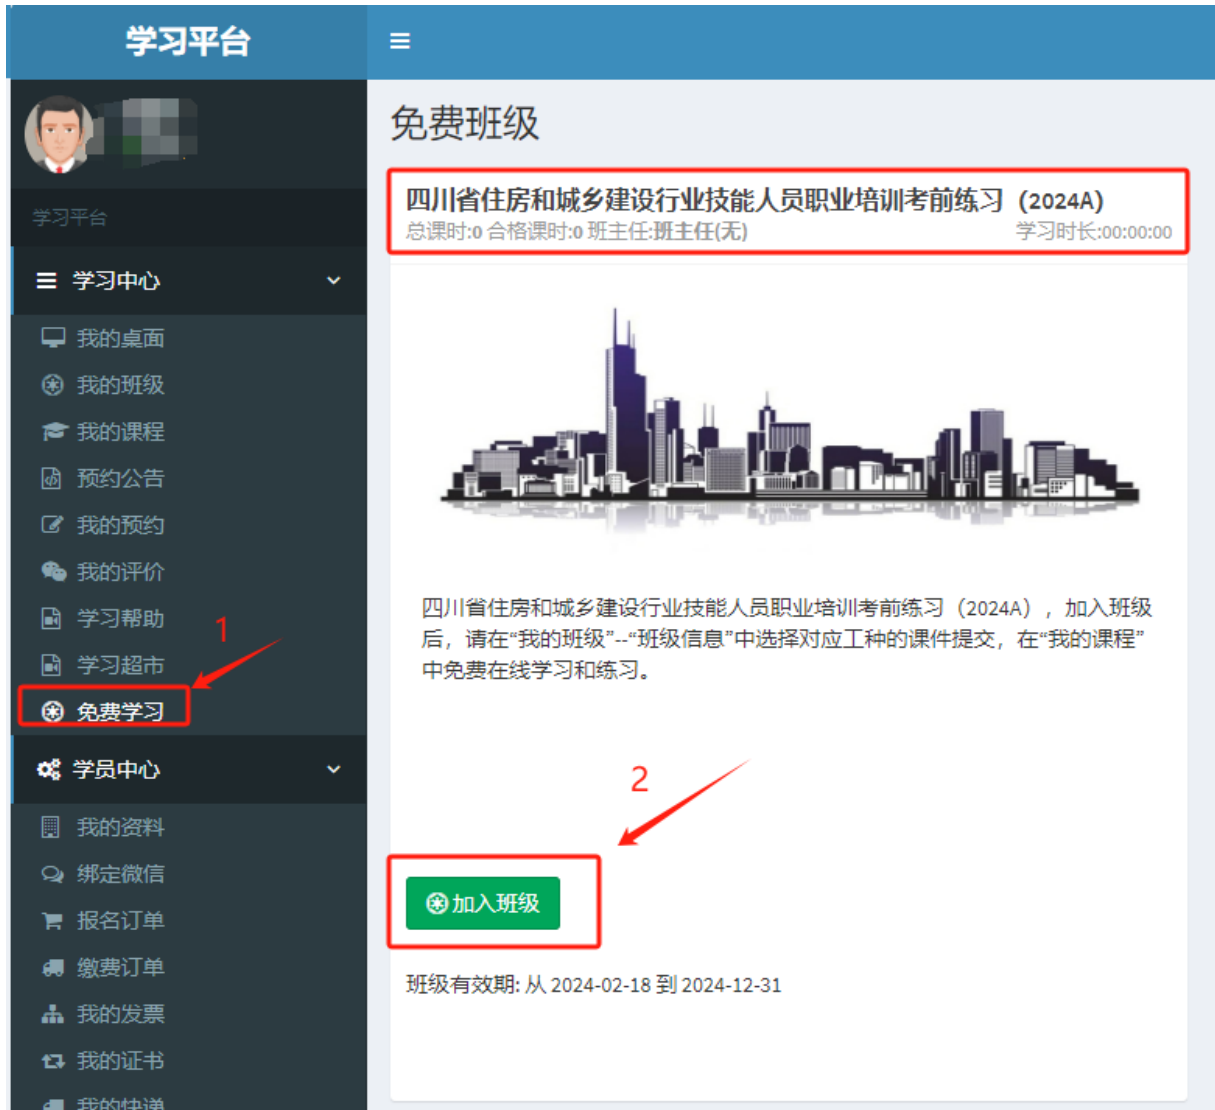 学习平台
学习平台
学习中心
我的桌面
我的班级
我的课程
预约公告
我的预约
我的评价
学习帮助
学习超市
1
免费学习
学员中心
我的资料
绑定微信
报名订单
缴费订单
我的发票
我的证书
我的快递
免费班级
四川省住房和城乡建设行业技能人员职业培训考前练习（2024A）
总课时:0 合格课时:0 班主任:班主任(无) 学习时长:00:00:00
四川省住房和城乡建设行业技能人员职业培训考前练习（2024A），加入班级
后，请在“我的班级”--“班级信息”中选择对应工种的课件提交，在“我的课程”
中免费在线学习和练习。
2
加入班级
班级有效期: 从 2024-02-18 到 2024-12-31